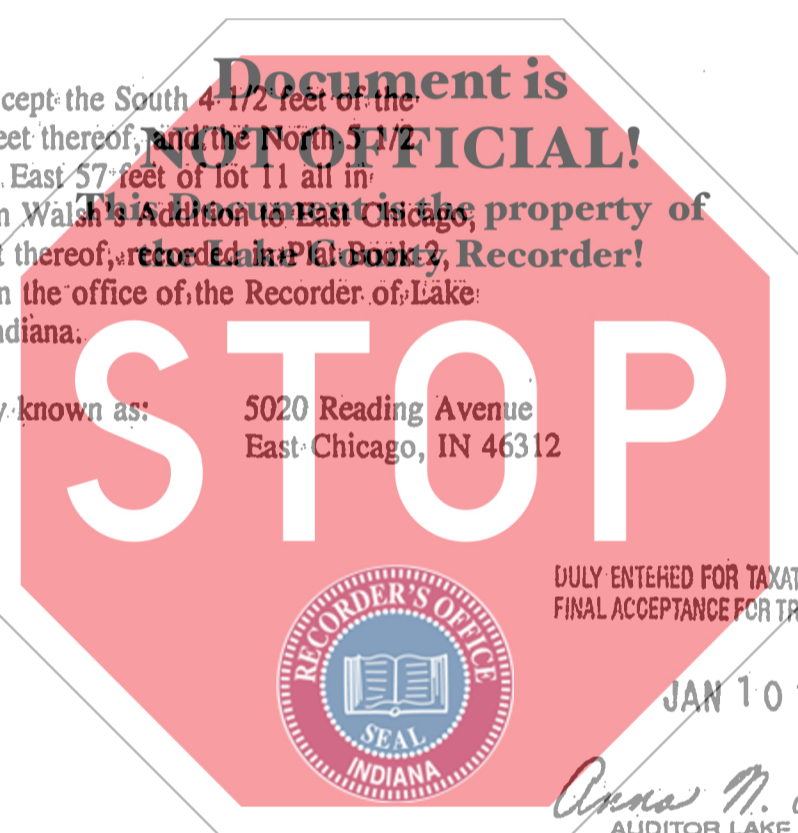 Document is
NOT OFFICIAL!
This Document is the property of
the Lake County Recorder!
cept the South 4 1/2 feet of the
eet thereof, and the North 5 1/2
East 57 feet of lot 11 all in
n Walsh's Addition to East Chicago,
t thereof, recorded in Plat Book 2,
n the office of the Recorder of Lake
ndiana.
STOP
y known as: 5020 Reading Avenue
East Chicago, IN 46312
DULY ENTERED FOR TAXAT
FINAL ACCEPTANCE FOR TR
RECORDER'S OFFICE
SEAL
INDIANA
JAN 10
Anna N.
AUDITOR LAKE